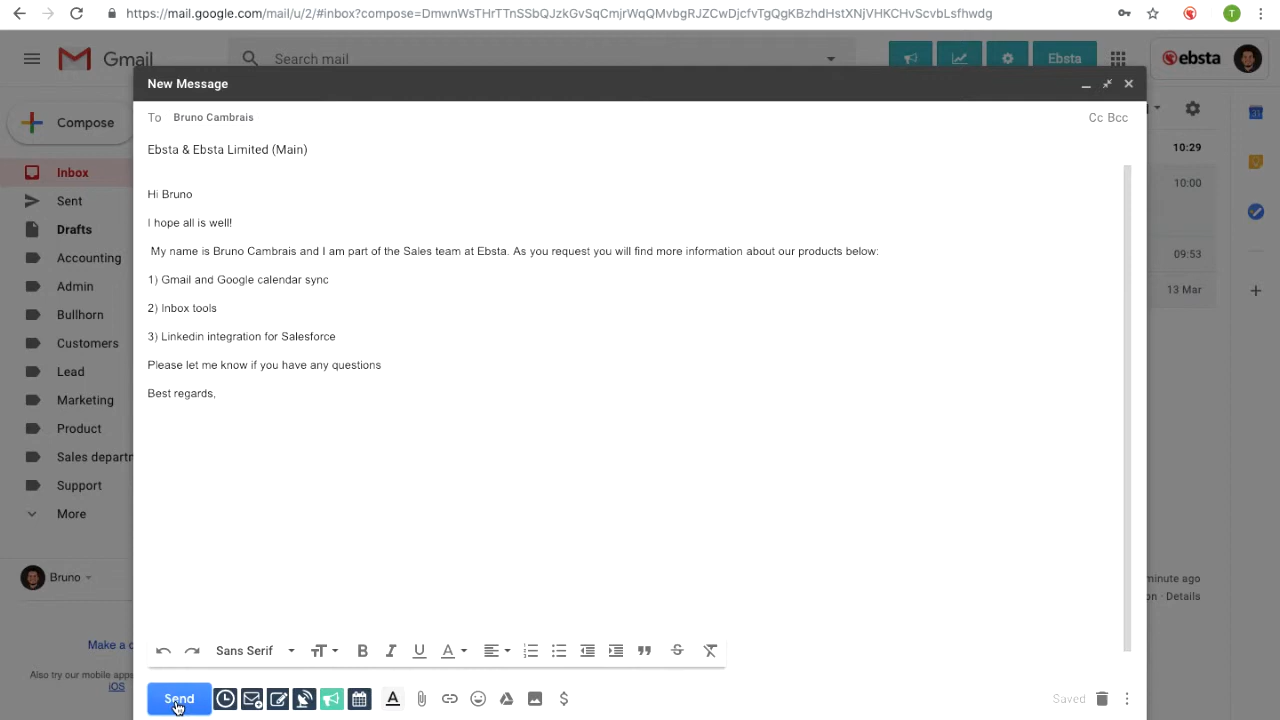 https://mail.google.com/mail/u/2/#inbox?compose=DmwnWsTHrTTnSSbQJzkGvSqCmjrWqQMvbgRJZCwDjcfvTgQgKBzhdHstXNjVHKCHvScvbLsfhwdg
T
Gmail
Search mail
Ebsta
ebsta
New Message
To Bruno Cambrais
Cc Bcc
Ebsta & Ebsta Limited (Main)
Hi Bruno
I hope all is well!
My name is Bruno Cambrais and I am part of the Sales team at Ebsta. As you request you will find more information about our products below:
1) Gmail and Google calendar sync
2) Inbox tools
3) Linkedin integration for Salesforce
Please let me know if you have any questions
Best regards,
Sans Serif
Send
Saved
Compose
Inbox
Sent
Drafts
Accounting
Admin
Bullhorn
Customers
Lead
Marketing
Product
Sales departn
Support
More
Bruno
Make a c
Also try our mobile apps
iOS
10:29
10:00
09:53
13 Mar
minute ago
on · Details